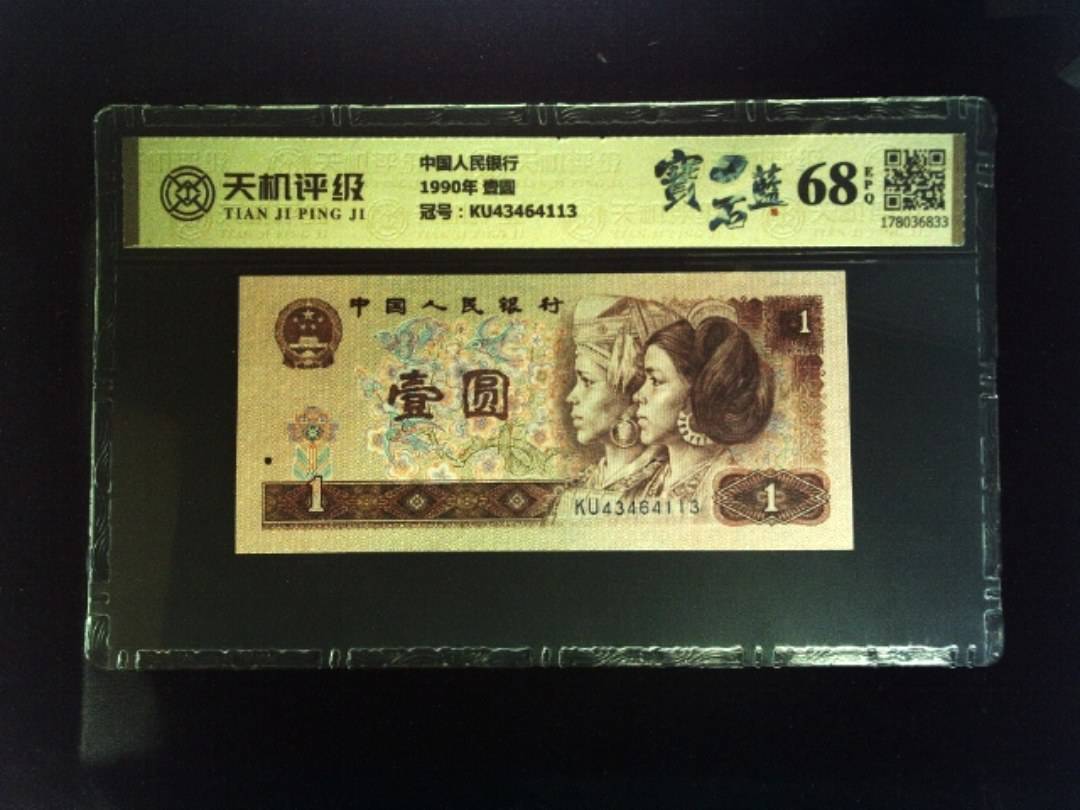 天机评级
TIAN JI PING JI
中国人民银行
1990年 壹圆
冠号：KU43464113
寶石蓝
68
EPQ
178036833
中国人民银行
壹圆
1
1
KU43464113
1